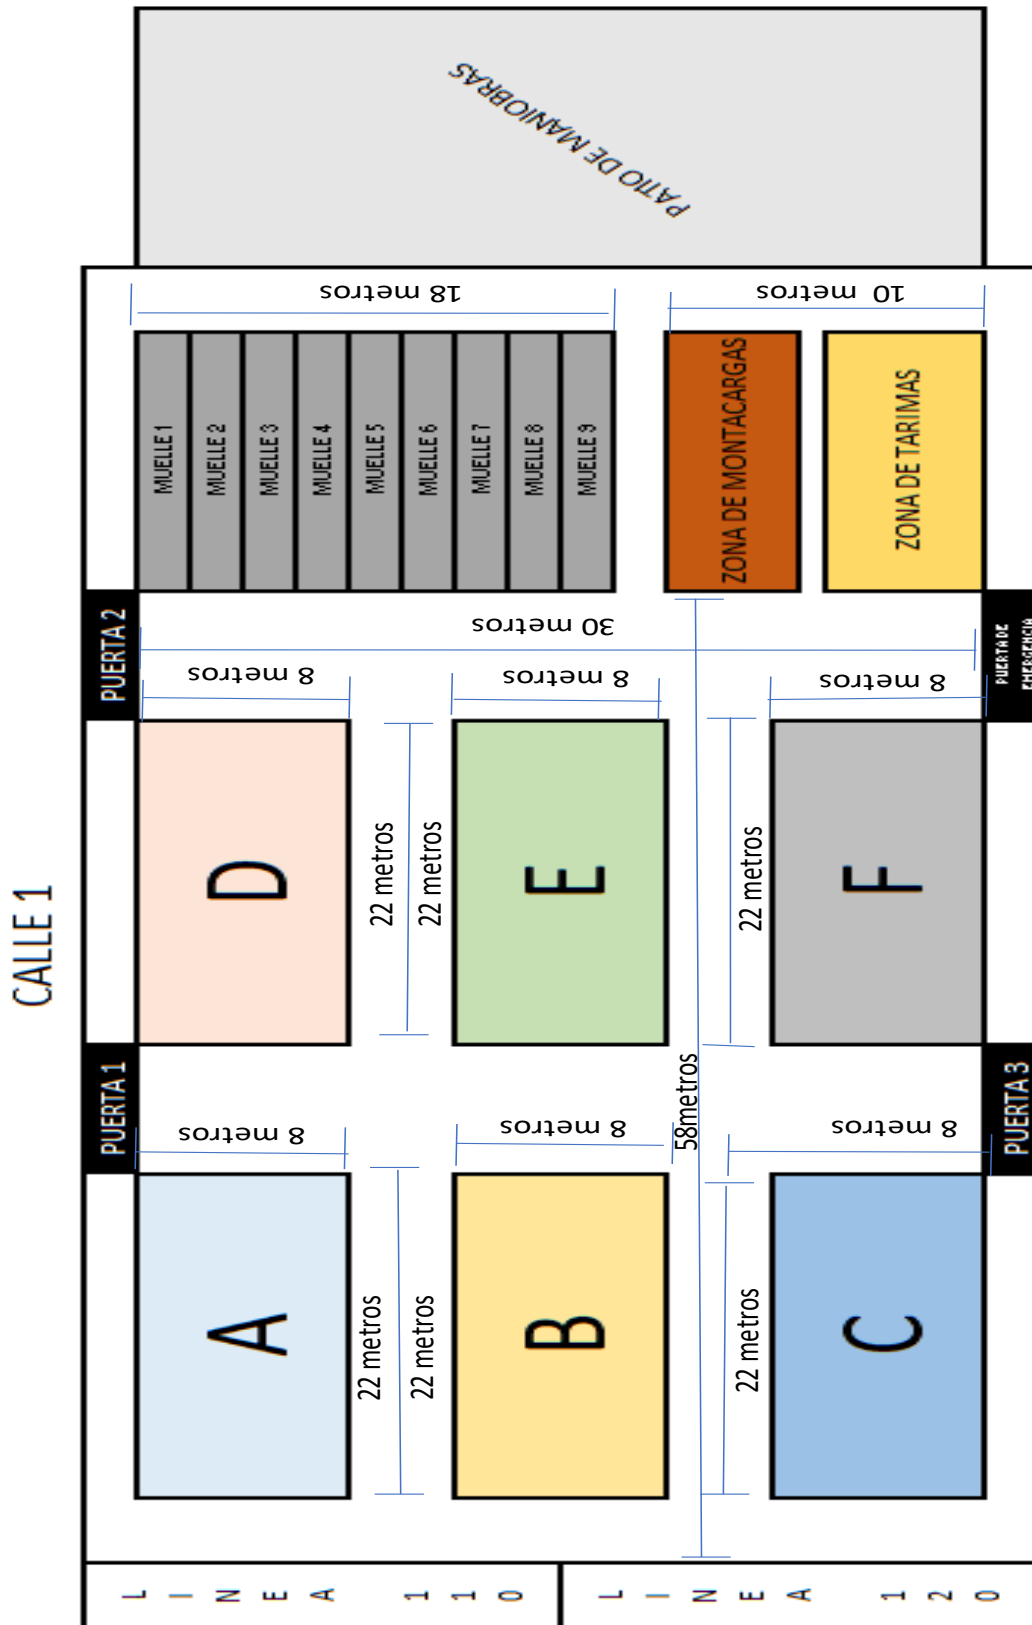 PATIO DE MANIOBRAS
18 metros
10 metros
MUELLE 1
MUELLE 2
MUELLE 3
MUELLE 4
MUELLE 5
MUELLE 6
MUELLE 7
MUELLE 8
MUELLE 9
ZONA DE MONTACARGAS
ZONA DE TARIMAS
PUERTA 2
30 metros
PUERTA DE
EMERGENCIA
8 metros
8 metros
8 metros
CALLE 1
D
22 metros
22 metros
E
22 metros
F
PUERTA 1
8 metros
8 metros
58metros
8 metros
PUERTA 3
A
22 metros
22 metros
B
22 metros
C
LINEA 110
LINEA 120